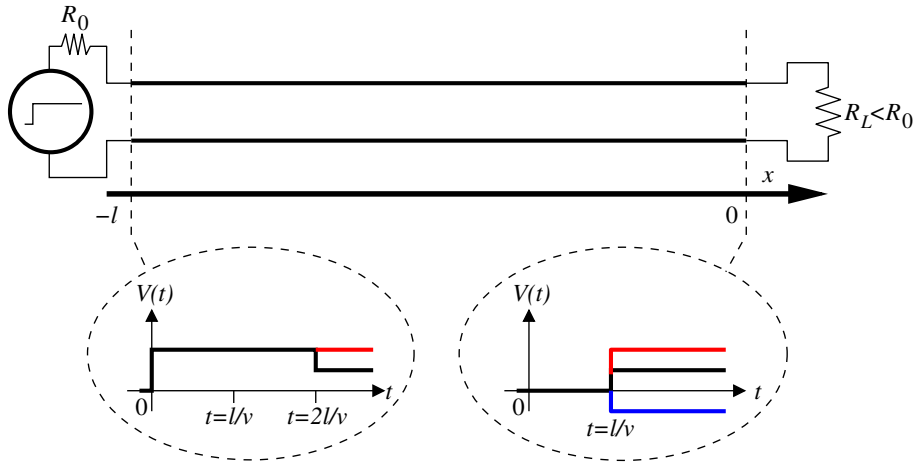 R0
RL<R0
x
−l
0
V(t)
0
t=l/v
t=2l/v
t
V(t)
0
t=l/v
t